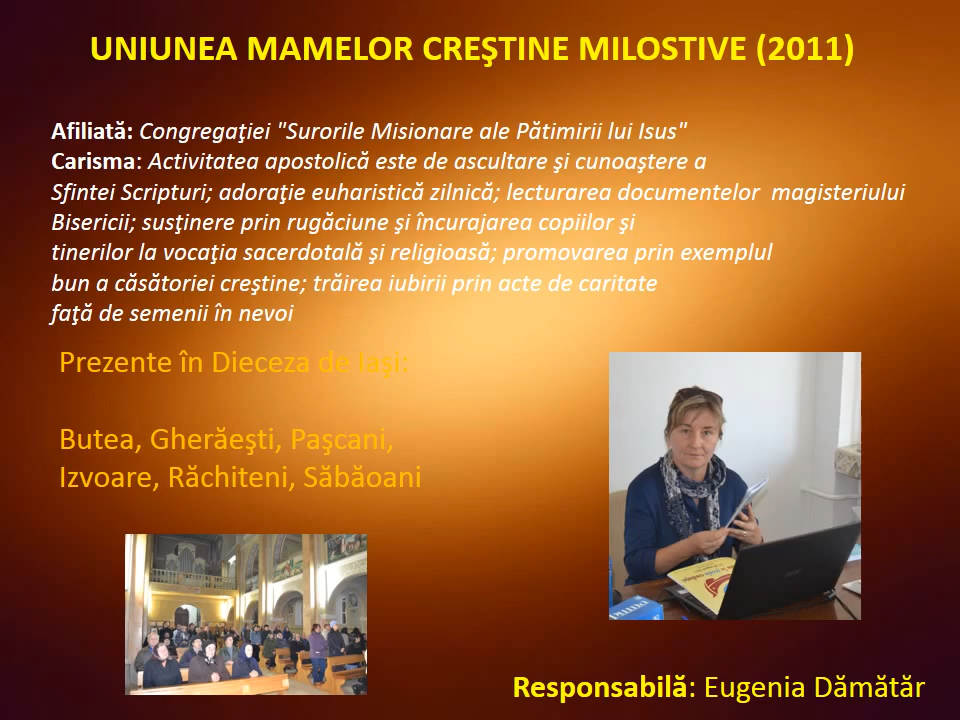 UNIUNEA MAMELOR CREŞTINE MILOSTIVE (2011)
Afiliată: Congregaţiei "Surorile Misionare ale Pătimirii lui Isus"
Carisma: Activitatea apostolică este de ascultare şi cunoaştere a
Sfintei Scripturi; adoraţie euharistică zilnică; lecturarea documentelor magisteriului
Bisericii; susţinere prin rugăciune şi încurajarea copiilor şi
tinerilor la vocaţia sacerdotală şi religioasă; promovarea prin exemplul
bun a căsătoriei creştine; trăirea iubirii prin acte de caritate
faţă de semenii în nevoi
Prezente în Dieceza de Iaşi:
Butea, Gherăeşti, Paşcani,
Izvoare, Răchiteni, Săbăoani
Responsabilă: Eugenia Dămătăr